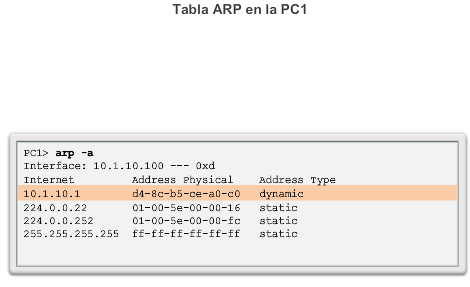 Tabla ARP en la PC1
PC1> arp -a
Interface: 10.1.10.100 --- 0xd
Internet Address Physical Address Type
10.1.10.1 d4-8c-b5-ce-a0-c0 dynamic
224.0.0.22 01-00-5e-00-00-16 static
224.0.0.252 01-00-5e-00-00-fc static
255.255.255.255 ff-ff-ff-ff-ff-ff static